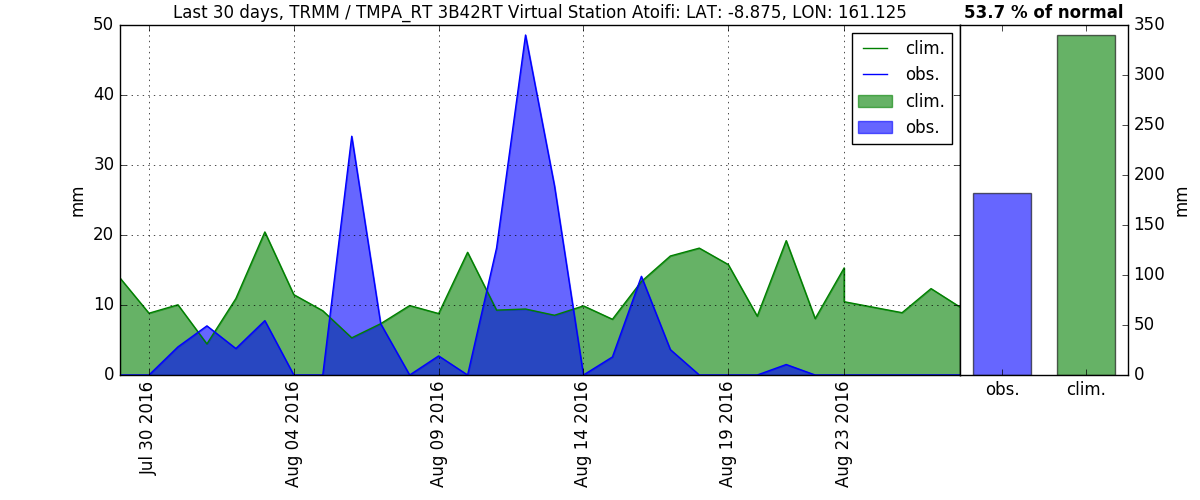 Last 30 days, TRMM / TMPA_RT 3B42RT Virtual Station Atoifi: LAT: -8.875, LON: 161.125
53.7 % of normal
50
40
30
20
10
0
mm
clim.
obs.
clim.
obs.
350
300
250
200
150
100
50
0
mm
Jul 30 2016
Aug 04 2016
Aug 09 2016
Aug 14 2016
Aug 19 2016
Aug 23 2016
obs.
clim.